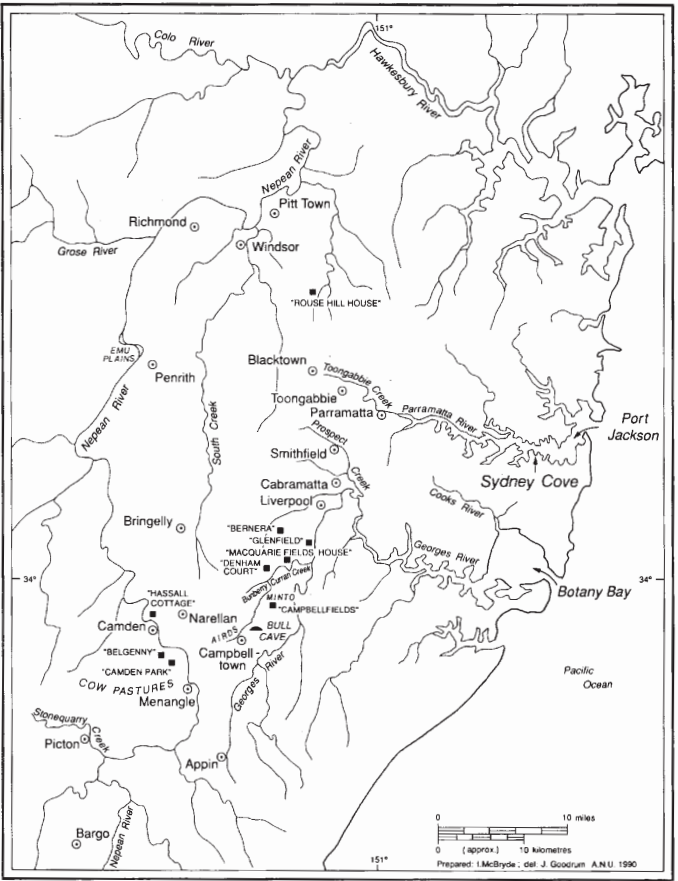 151°
Colo River
Hawkesbury River
Nepean River
Pitt Town
Richmond
Windsor
Grose River
"ROUSE HILL HOUSE"
EMU
PLAINS
Penrith
Blacktown
Toongabbie Creek
Toongabbie
Parramatta
Parramatta River
Nepean River
South Creek
Port
Jackson
Prospect
Creek
Smithfield
Sydney Cove
Cabramatta
Liverpool
Cooks River
Bringelly
"BERNERA"
"GLENFIELD"
"MACQUARIE FIELDS HOUSE"
"DENHAM
COURT"
Georges River
Bunberry Curran Creek
34°
34°
Botany Bay
"HASSALL
COTTAGE"
MINTO
"CAMPBELLFIELDS"
Narellan
Camden
AIRDS
BULL
CAVE
"BELGENNY"
Campbell-
town
"CAMDEN PARK"
COW PASTURES
Georges River
Menangle
Pacific
Ocean
Stonequarry
Creek
Picton
Appin
Nepean River
Bargo
0 10 miles
0 (approx.) 10 kilometres
151°
Prepared: I.McBryde ; del. J. Goodrum A.N.U. 1990